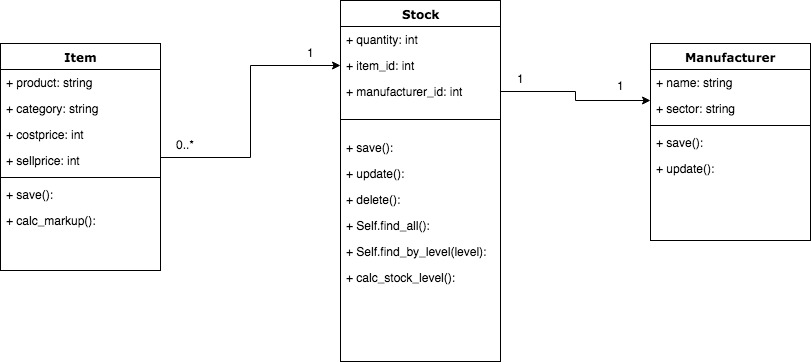 Item
+ product: string
+ category: string
+ costprice: int
+ sellprice: int
+ save():
+ calc_markup():
0..*
1
Stock
+ quantity: int
+ item_id: int
+ manufacturer_id: int
+ save():
+ update():
+ delete():
+ Self.find_all():
+ Self.find_by_level(level):
+ calc_stock_level():
1
1
Manufacturer
+ name: string
+ sector: string
+ save():
+ update():